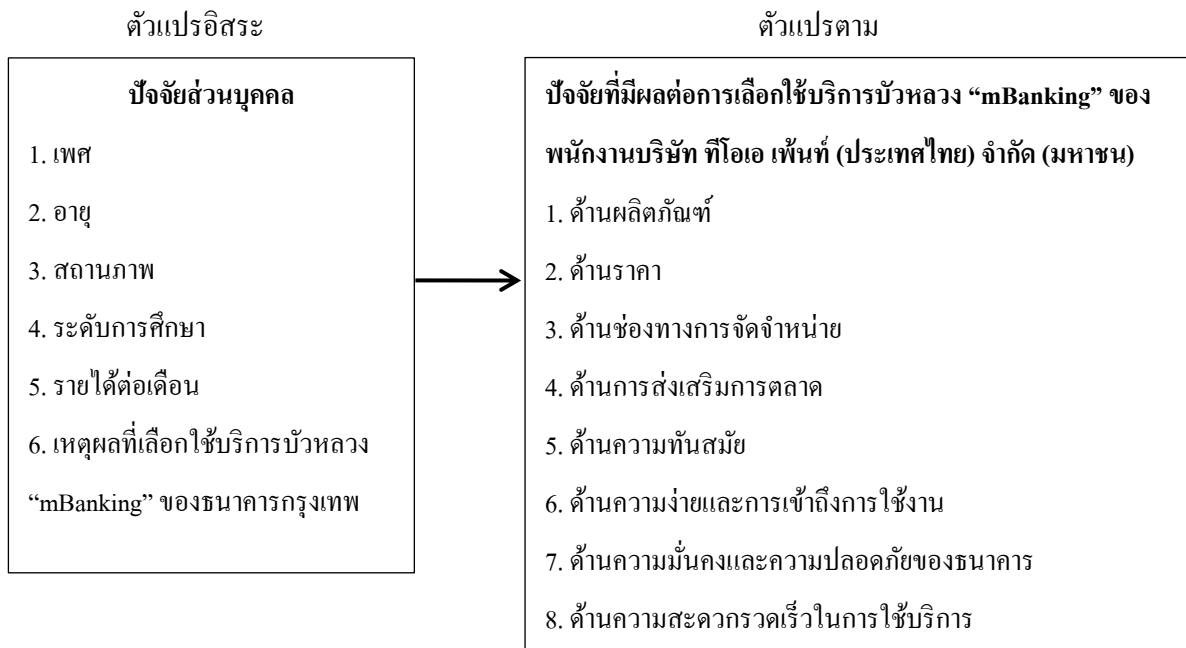 ตัวแปรอิสระ
ปัจจัยส่วนบุคคล
1. เพศ
2. อายุ
3. สถานภาพ
4. ระดับการศึกษา
5. รายได้ต่อเดือน
6. เหตุผลที่เลือกใช้บริการบัวหลวง
“mBanking” ของธนาคารกรุงเทพ
ตัวแปรตาม
ปัจจัยที่มีผลต่อการเลือกใช้บริการบัวหลวง “mBanking” ของ
พนักงานบริษัท ทีโอเอ เพ้นท์ (ประเทศไทย) จำกัด (มหาชน)
1. ด้านผลิตภัณฑ์
2. ด้านราคา
3. ด้านช่องทางการจัดจำหน่าย
4. ด้านการส่งเสริมการตลาด
5. ด้านความทันสมัย
6. ด้านความง่ายและการเข้าถึงการใช้งาน
7. ด้านความมั่นคงและความปลอดภัยของธนาคาร
8. ด้านความสะดวกรวดเร็วในการใช้บริการ